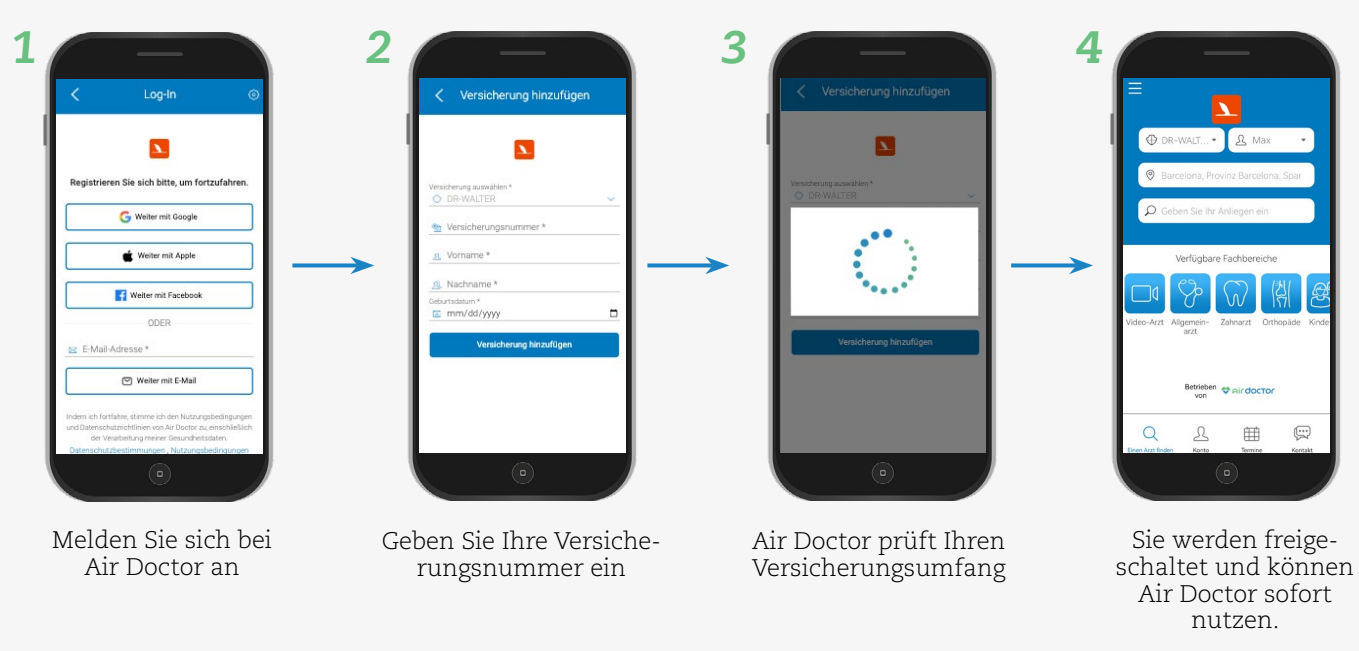 1
Log-In
Registrieren Sie sich bitte, um fortzufahren.
Weiter mit Google
Weiter mit Apple
Weiter mit Facebook
ODER
E-Mail-Adresse *
Weiter mit E-Mail
Indem ich fortfahre, stimme ich den Nutzungsbedingungen
und Datenschutzrichtlinien von Air Doctor zu, einschließlich
der Verarbeitung meiner Gesundheitsdaten.
Datenschutzbestimmungen , Nutzungsbedingungen
Melden Sie sich bei
Air Doctor an
2
Versicherung hinzufügen
Versicherung auswählen *
DR-WALTER
Versicherungsnummer *
Vorname *
Nachname *
Geburtsdatum *
mm/dd/yyyy
Versicherung hinzufügen
Geben Sie Ihre Versiche-
rungsnummer ein
3
Versicherung hinzufügen
Versicherung auswählen *
DR-WALTER
Versicherung hinzufügen
Air Doctor prüft Ihren
Versicherungsumfang
4
DR-WALT... Max
Barcelona, Provinz Barcelona, Spar
Geben Sie Ihr Anliegen ein
Verfügbare Fachbereiche
Video-Arzt Allgemein- Zahnarzt Orthopäde Kinde
arzt
Betrieben
von
Air doctor
Einen Arzt finden Konto Termine Kontakt
Sie werden freige-
schaltet und können
Air Doctor sofort
nutzen.